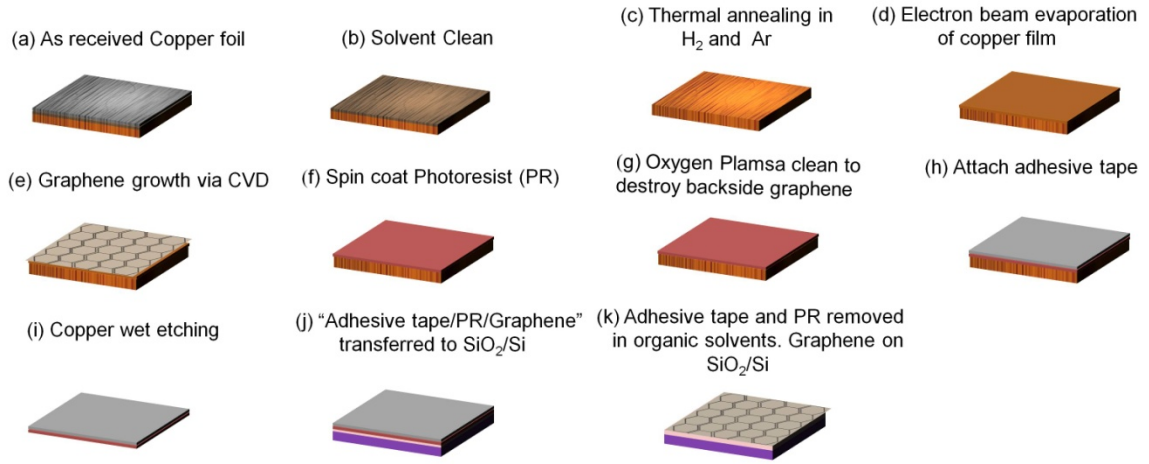 (a) As received Copper foil
(b) Solvent Clean
(c) Thermal annealing in
H₂ and Ar
(d) Electron beam evaporation
of copper film
(e) Graphene growth via CVD
(f) Spin coat Photoresist (PR)
(g) Oxygen Plamsa clean to
destroy backside graphene
(h) Attach adhesive tape
(i) Copper wet etching
(j) “Adhesive tape/PR/Graphene”
transferred to SiO₂/Si
(k) Adhesive tape and PR removed
in organic solvents. Graphene on
SiO₂/Si